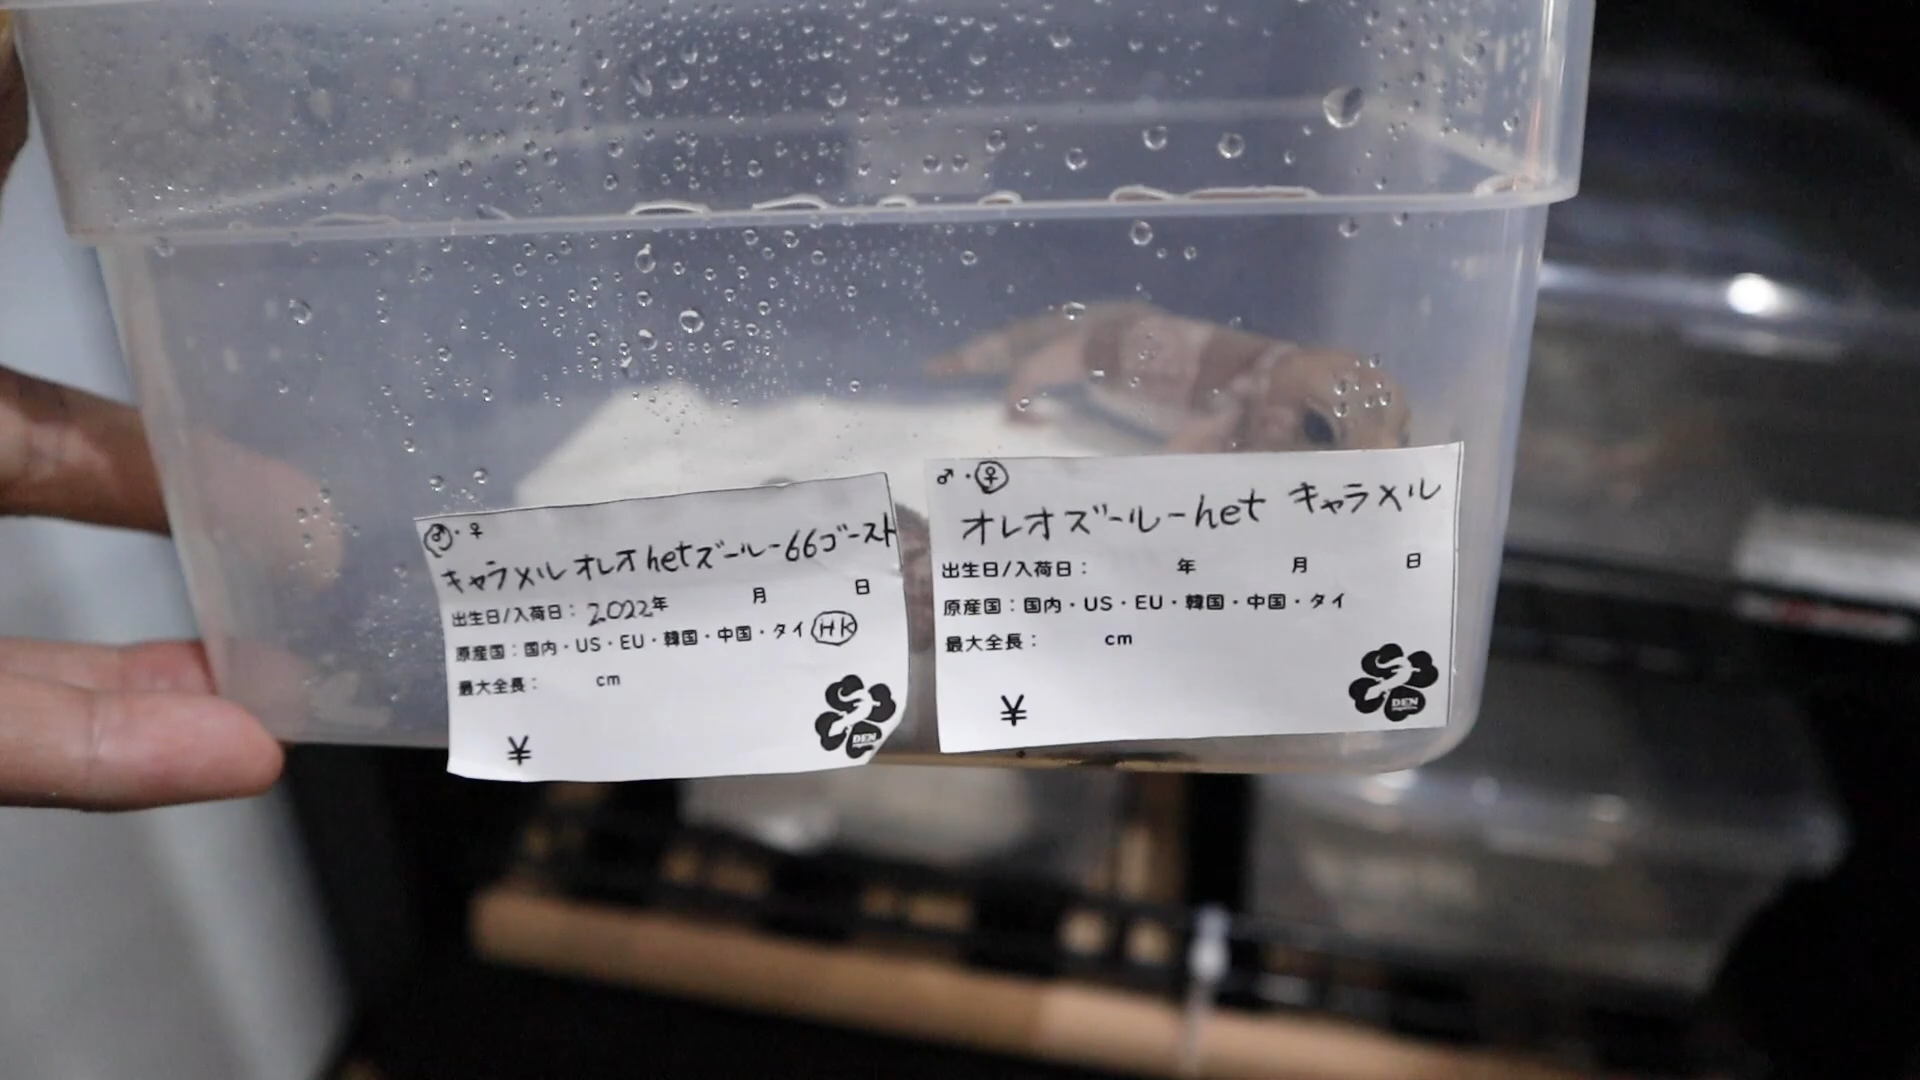 ♂・♀
キャラメル オレオ hetズールー66ゴースト
出生日/入荷日： 2022年 月 日
原産国：国内・US・EU・韓国・中国・タイ HK
最大全長： cm
¥
DEN
♂・♀
オレオズールーhet キャラメル
出生日/入荷日： 年 月 日
原産国：国内・US・EU・韓国・中国・タイ
最大全長： cm
¥
DEN